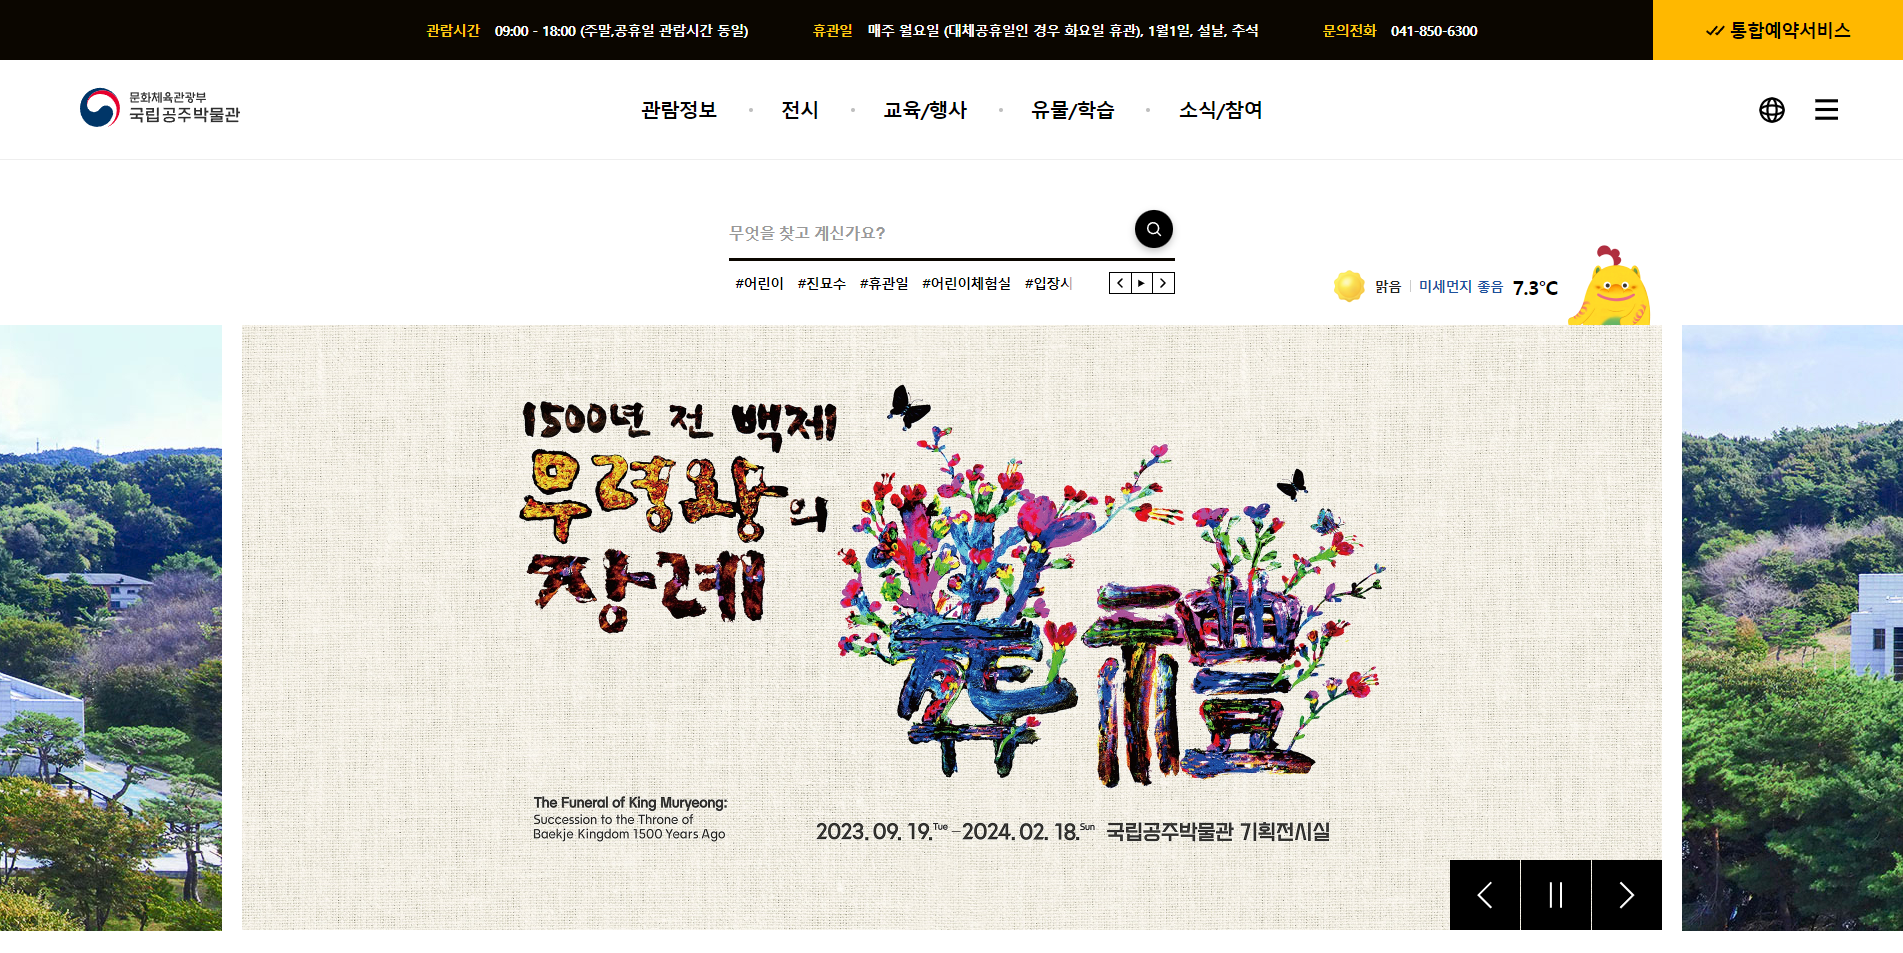 관람시간 09:00 - 18:00 (주말,공휴일 관람시간 동일) 휴관일 매주 월요일 (대체공휴일인 경우 화요일 휴관), 1월1일, 설날, 추석 문의전화 041-850-6300 통합예약서비스
문화체육관광부
국립공주박물관
관람정보 전시 교육/행사 유물/학습 소식/참여
무엇을 찾고 계신가요?
#어린이 #진묘수 #휴관일 #어린이체험실 #입장시
맑음 미세먼지 좋음 7.3℃
1500년 전 백제
무령왕의
장례
葬禮
The Funeral of King Muryeong:
Succession to the Throne of
Baekje Kingdom 1500 Years Ago
2023. 09. 19.Tue -2024. 02. 18.Sun 국립공주박물관 기획전시실